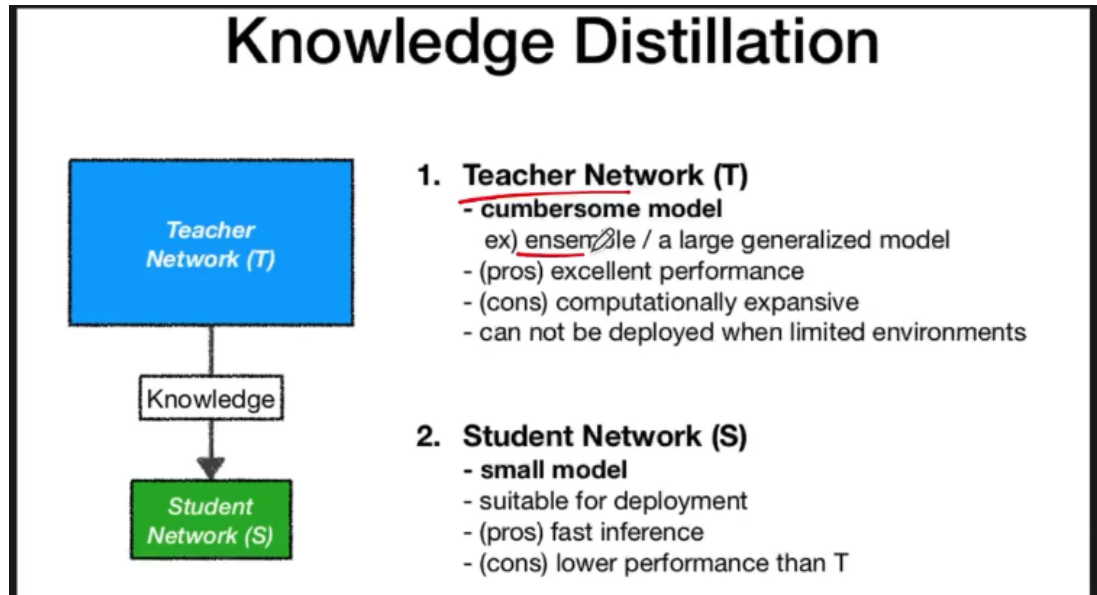 Knowledge Distillation
Teacher
Network (T)
Knowledge
Student
Network (S)
1. Teacher Network (T)
- cumbersome model
ex) ensemble / a large generalized model
- (pros) excellent performance
- (cons) computationally expansive
- can not be deployed when limited environments
2. Student Network (S)
- small model
- suitable for deployment
- (pros) fast inference
- (cons) lower performance than T